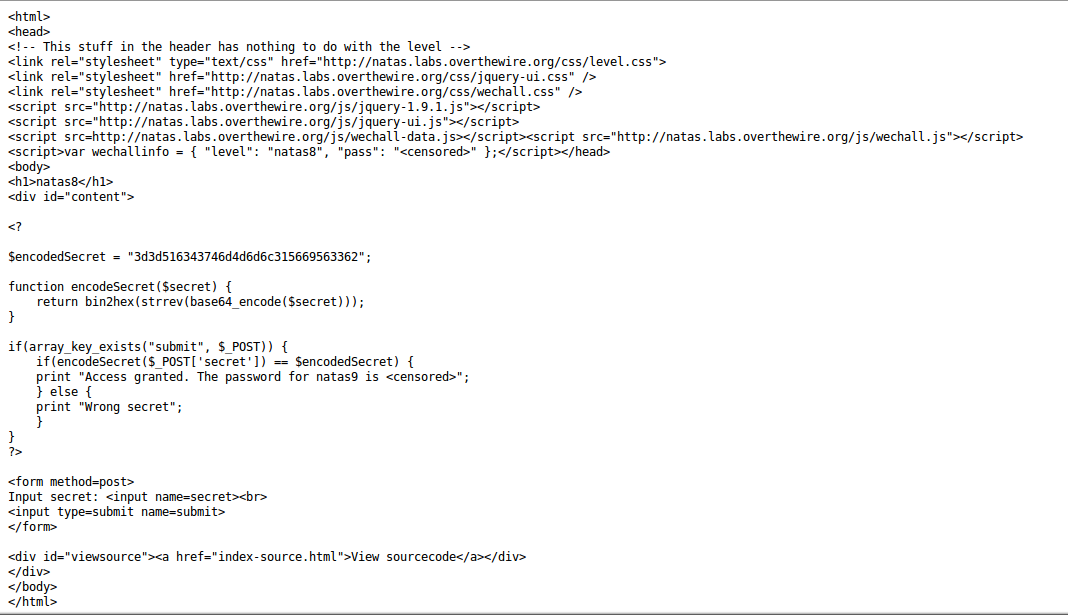 <html>
<head>
<!-- This stuff in the header has nothing to do with the level -->
<link rel="stylesheet" type="text/css" href="http://natas.labs.overthewire.org/css/level.css">
<link rel="stylesheet" href="http://natas.labs.overthewire.org/css/jquery-ui.css" />
<link rel="stylesheet" href="http://natas.labs.overthewire.org/css/wechall.css" />
<script src="http://natas.labs.overthewire.org/js/jquery-1.9.1.js"></script>
<script src="http://natas.labs.overthewire.org/js/jquery-ui.js"></script>
<script src=http://natas.labs.overthewire.org/js/wechall-data.js></script><script src="http://natas.labs.overthewire.org/js/wechall.js"></script>
<script>var wechallinfo = { "level": "natas8", "pass": "<censored>" };</script></head>
<body>
<h1>natas8</h1>
<div id="content">

<?

$encodedSecret = "3d3d516343746d4d6d6c315669563362";

function encodeSecret($secret) {
    return bin2hex(strrev(base64_encode($secret)));
}

if(array_key_exists("submit", $_POST)) {
    if(encodeSecret($_POST['secret']) == $encodedSecret) {
    print "Access granted. The password for natas9 is <censored>";
    } else {
    print "Wrong secret";
    }
}
?>

<form method=post>
Input secret: <input name=secret><br>
<input type=submit name=submit>
</form>

<div id="viewsource"><a href="index-source.html">View sourcecode</a></div>
</div>
</body>
</html>